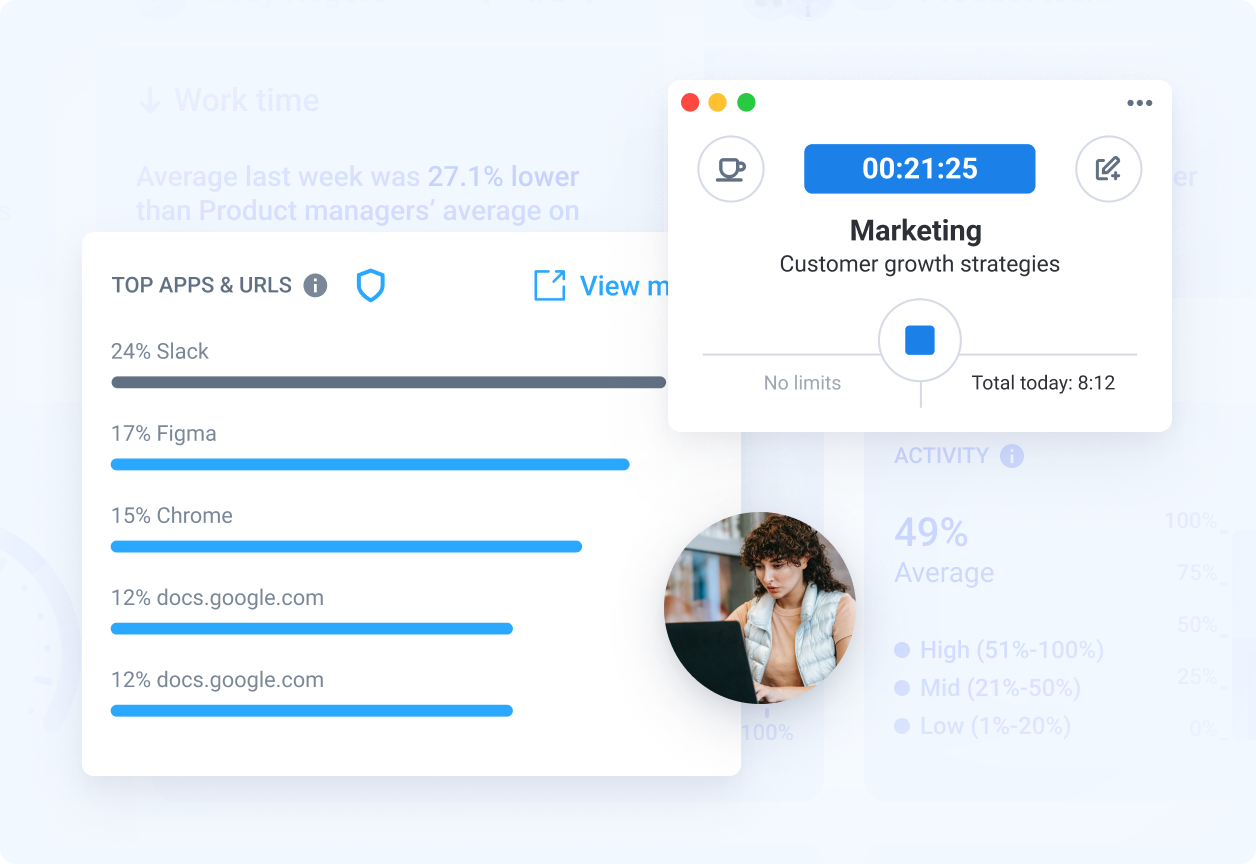 Work time
Average last week was 27.1% lower
than Product managers’ average on
00:21:25
Marketing
Customer growth strategies
No limits
Total today: 8:12
TOP APPS & URLS
View m
24% Slack
17% Figma
15% Chrome
12% docs.google.com
12% docs.google.com
100%
ACTIVITY
49%
Average
High (51%-100%)
Mid (21%-50%)
Low (1%-20%)
100%
75%
50%
25%
0%